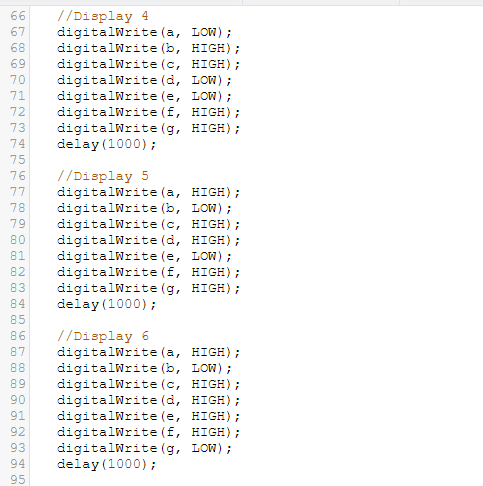 66 //Display 4
67 digitalWrite(a, LOW);
68 digitalWrite(b, HIGH);
69 digitalWrite(c, HIGH);
70 digitalWrite(d, LOW);
71 digitalWrite(e, LOW);
72 digitalWrite(f, HIGH);
73 digitalWrite(g, HIGH);
74 delay(1000);
75
76 //Display 5
77 digitalWrite(a, HIGH);
78 digitalWrite(b, LOW);
79 digitalWrite(c, HIGH);
80 digitalWrite(d, HIGH);
81 digitalWrite(e, LOW);
82 digitalWrite(f, HIGH);
83 digitalWrite(g, HIGH);
84 delay(1000);
85
86 //Display 6
87 digitalWrite(a, HIGH);
88 digitalWrite(b, LOW);
89 digitalWrite(c, HIGH);
90 digitalWrite(d, HIGH);
91 digitalWrite(e, HIGH);
92 digitalWrite(f, HIGH);
93 digitalWrite(g, LOW);
94 delay(1000);
95